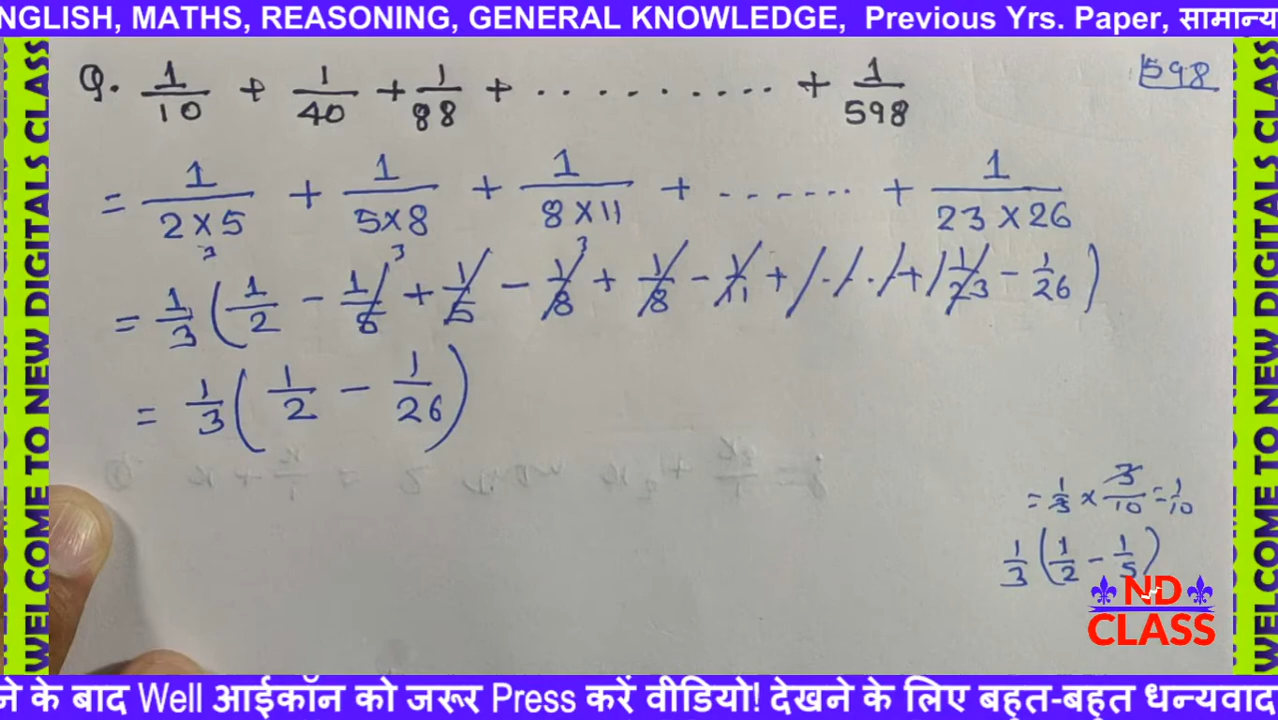 NGLISH, MATHS, REASONING, GENERAL KNOWLEDGE, Previous Yrs. Paper, सामान्य
WELCOME TO NEW DIGITALS CLASS
Q. 1/10 + 1/40 + 1/88 + .......... + 1/598
598
= 1/2×5 + 1/5×8 + 1/8×11 + ....... + 1/23×26
3 3 3
= 1/3 (1/2 - 1/5 + 1/5 - 1/8 + 1/8 - 1/11 + ... + 1/23 - 1/26)
= 1/3 (1/2 - 1/26)
= 1/3 × 3/10 = 1/10
1/3 (1/2 - 1/5)
ND
CLASS
WELCOME TO NEW DIGITALS CLASS
ने के बाद Well आईकॉन को जरूर Press करें वीडियो! देखने के लिए बहुत-बहुत धन्यवाद